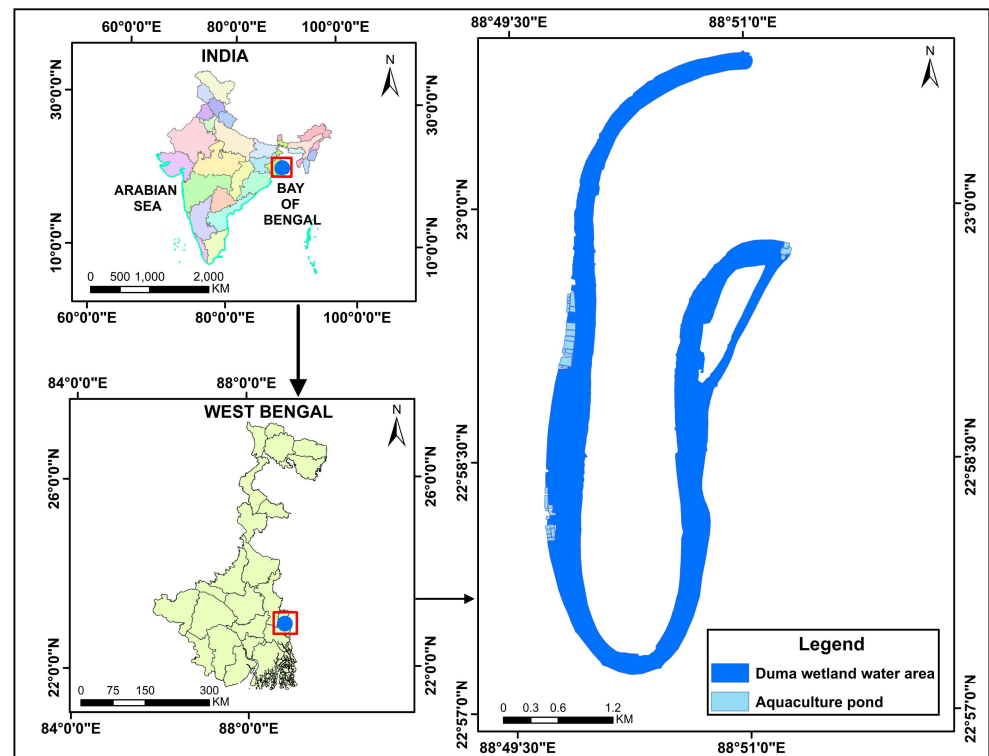 60°0'0"E 80°0'0"E 100°0'0"E
INDIA
N
30°0'0"N
30°0'0"N
ARABIAN
SEA
BAY
OF
BENGAL
10°0'0"N
10°0'0"N
0 500 1,000 2,000
KM
60°0'0"E 80°0'0"E 100°0'0"E
84°0'0"E 88°0'0"E
WEST BENGAL
N
26°0'0"N
26°0'0"N
22°0'0"N
22°0'0"N
0 75 150 300
KM
84°0'0"E 88°0'0"E
88°49'30"E 88°51'0"E
N
23°0'0"N
23°0'0"N
22°58'30"N
22°58'30"N
22°57'0"N
22°57'0"N
Legend
Duma wetland water area
Aquaculture pond
0 0.3 0.6 1.2
KM
88°49'30"E 88°51'0"E